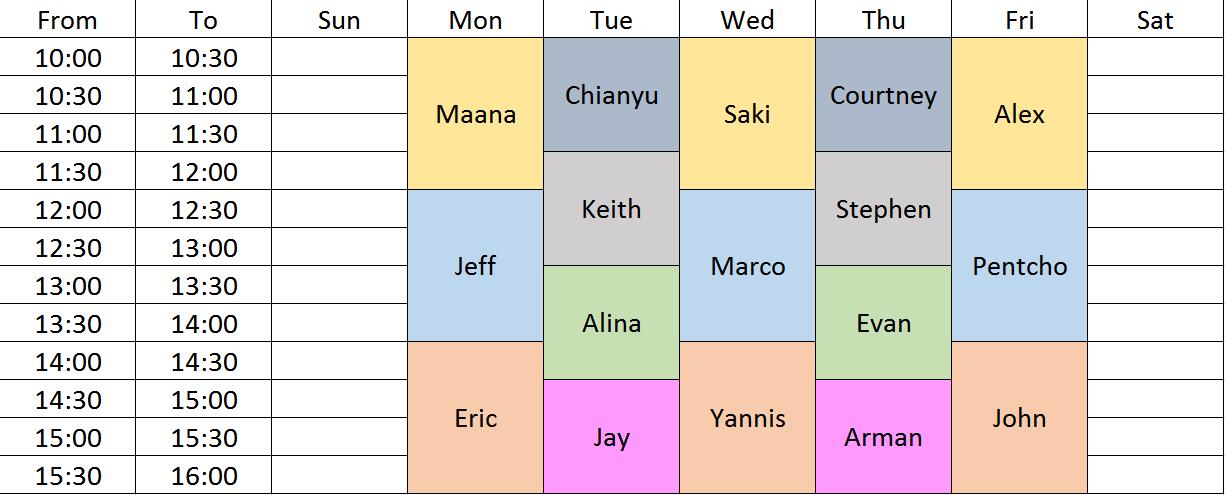 From To Sun Mon Tue Wed Thu Fri Sat
10:00 10:30
10:30 11:00 Chianyu Courtney
11:00 11:30 Maana Saki Alex
11:30 12:00
12:00 12:30 Keith Stephen
12:30 13:00
13:00 13:30 Jeff Marco Pentcho
13:30 14:00 Alina Evan
14:00 14:30
14:30 15:00 Eric Yannis John
15:00 15:30 Jay Arman
15:30 16:00